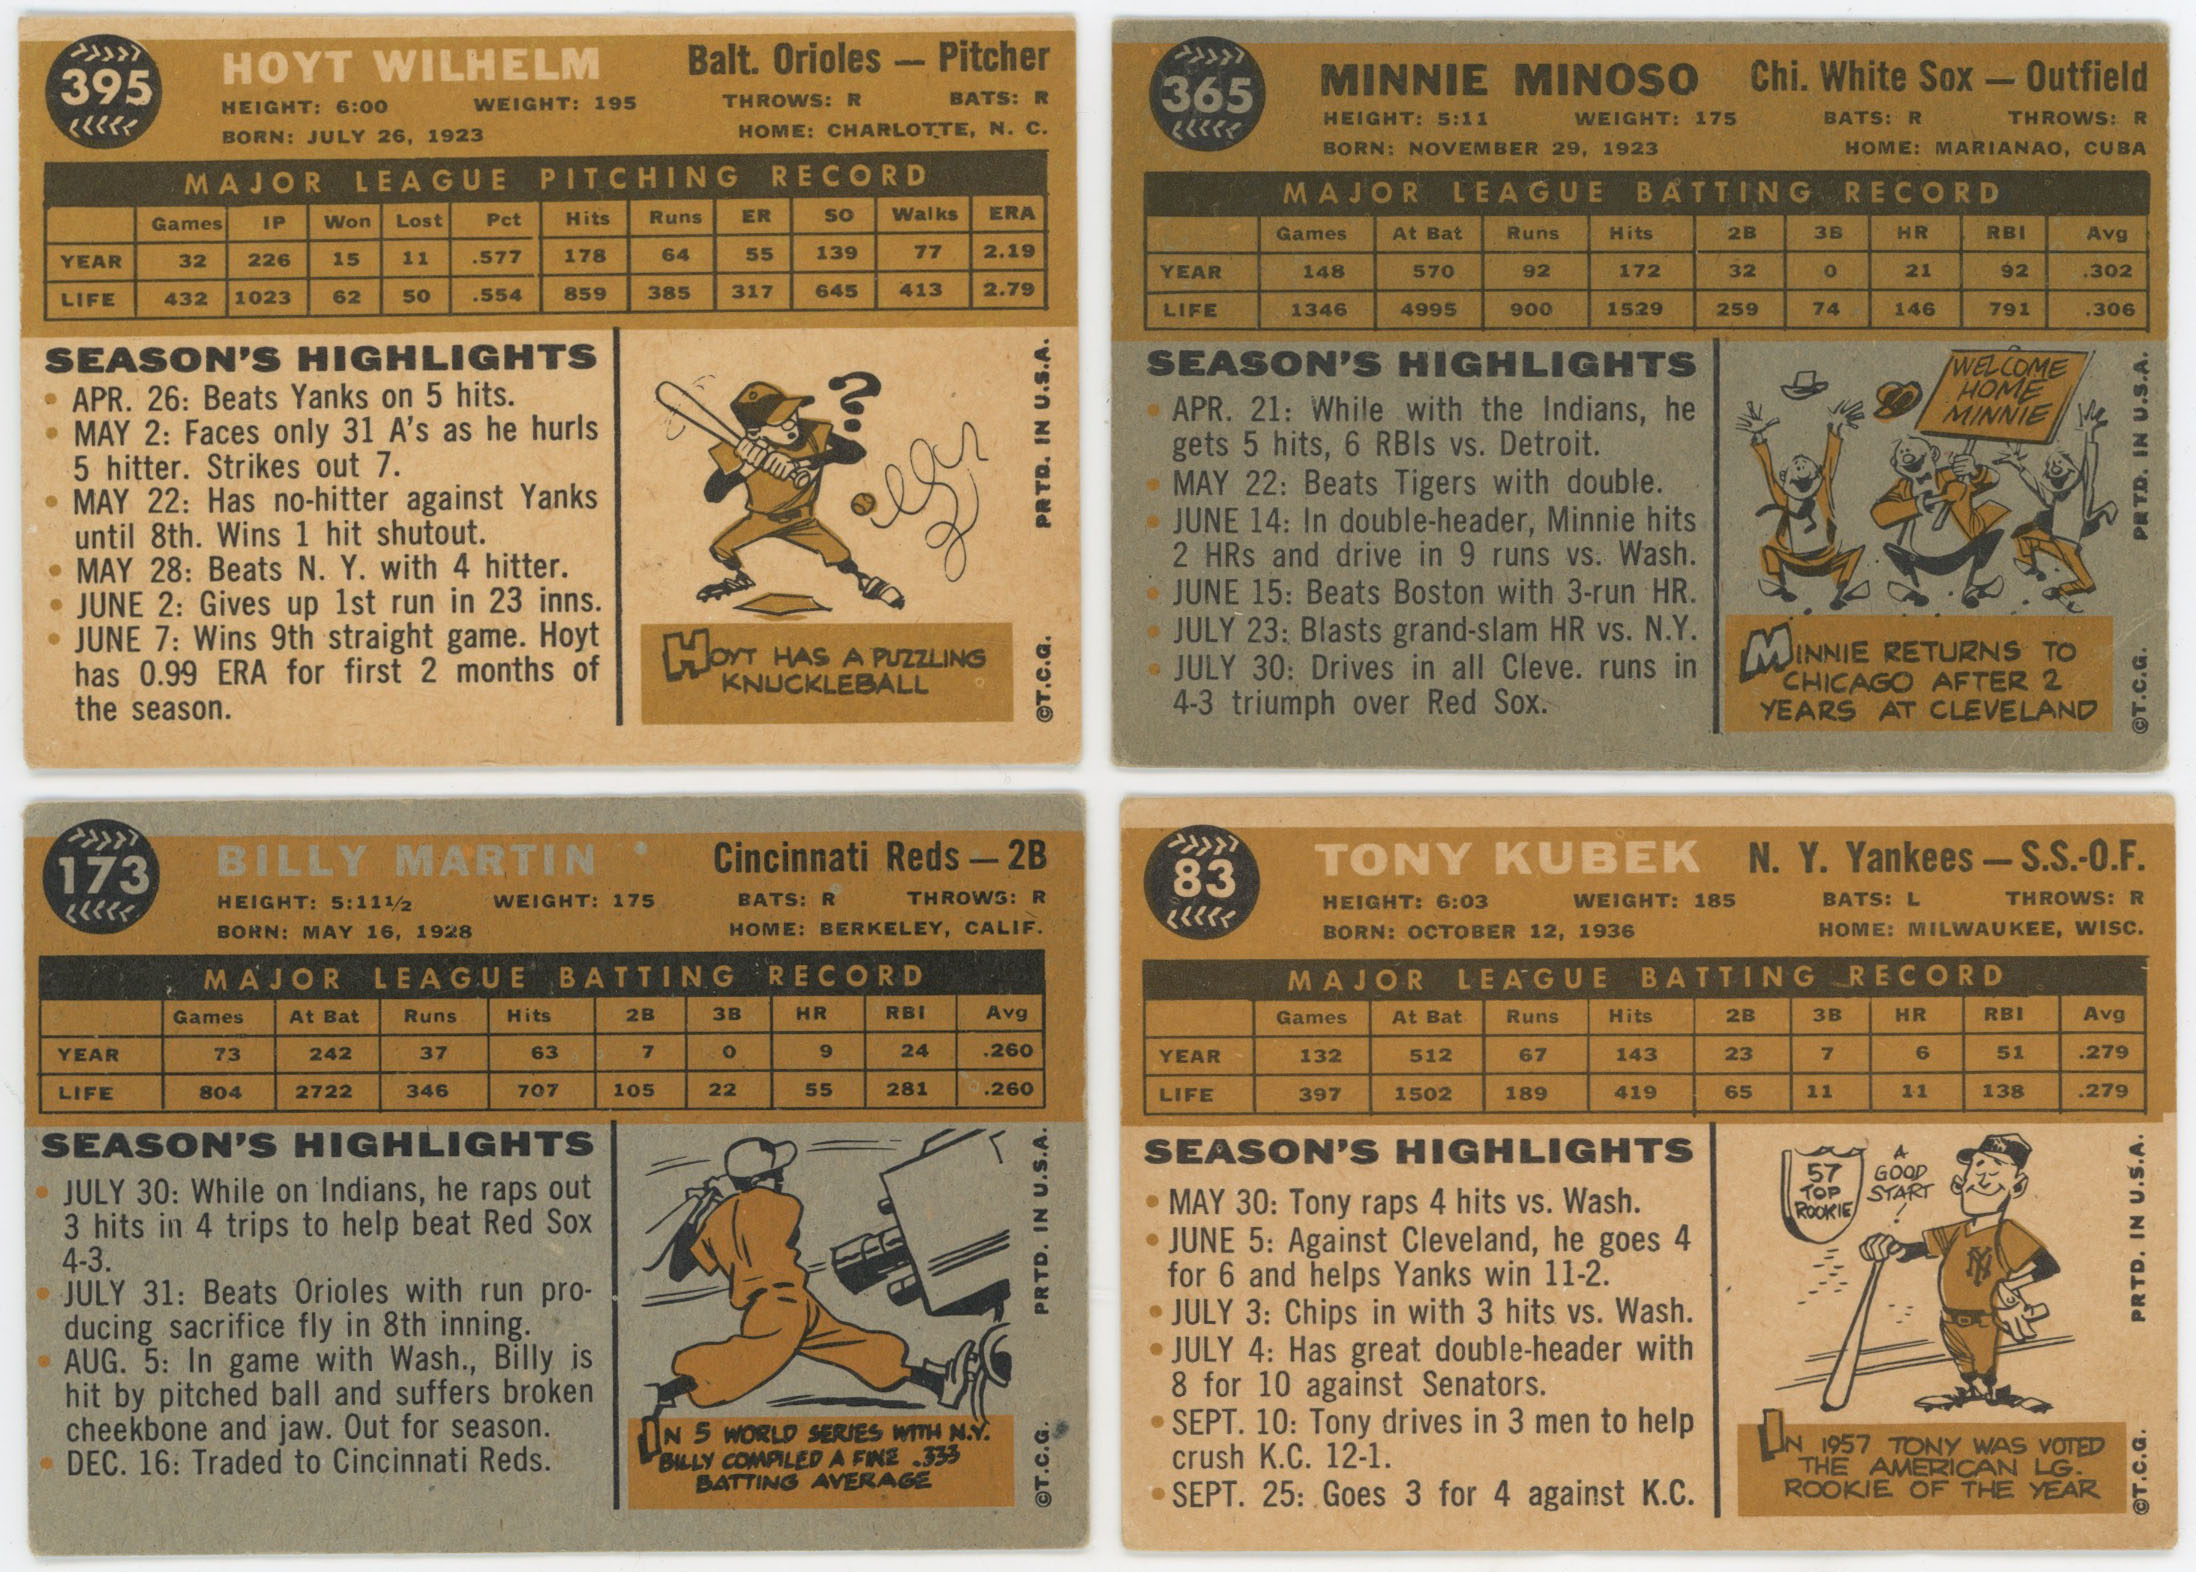 395
HOYT WILHELM
Balt. Orioles — Pitcher
HEIGHT: 6:00 WEIGHT: 195 THROWS: R BATS: R
BORN: JULY 26, 1923 HOME: CHARLOTTE, N. C.
MAJOR LEAGUE PITCHING RECORD
Games IP Won Lost Pct Hits Runs ER SO Walks ERA
YEAR 32 226 15 11 .577 178 64 55 139 77 2.19
LIFE 432 1023 62 50 .554 859 385 317 645 413 2.79
SEASON'S HIGHLIGHTS
• APR. 26: Beats Yanks on 5 hits.
• MAY 2: Faces only 31 A's as he hurls
5 hitter. Strikes out 7.
• MAY 22: Has no-hitter against Yanks
until 8th. Wins 1 hit shutout.
• MAY 28: Beats N. Y. with 4 hitter.
• JUNE 2: Gives up 1st run in 23 inns.
• JUNE 7: Wins 9th straight game. Hoyt
has 0.99 ERA for first 2 months of
the season.
?
HOYT HAS A PUZZLING
KNUCKLEBALL
©T.C.G. PRTD. IN U.S.A.
365
MINNIE MINOSO
Chi. White Sox — Outfield
HEIGHT: 5:11 WEIGHT: 175 BATS: R THROWS: R
BORN: NOVEMBER 29, 1923 HOME: MARIANAO, CUBA
MAJOR LEAGUE BATTING RECORD
Games At Bat Runs Hits 2B 3B HR RBI Avg
YEAR 148 570 92 172 32 0 21 92 .302
LIFE 1346 4995 900 1529 259 74 146 791 .306
SEASON'S HIGHLIGHTS
• APR. 21: While with the Indians, he
gets 5 hits, 6 RBIs vs. Detroit.
• MAY 22: Beats Tigers with double.
• JUNE 14: In double-header, Minnie hits
2 HRs and drive in 9 runs vs. Wash.
• JUNE 15: Beats Boston with 3-run HR.
• JULY 23: Blasts grand-slam HR vs. N.Y.
• JULY 30: Drives in all Cleve. runs in
4-3 triumph over Red Sox.
WELCOME
HOME
MINNIE
MINNIE RETURNS TO
CHICAGO AFTER 2
YEARS AT CLEVELAND
©T.C.G. PRTD. IN U.S.A.
173
BILLY MARTIN
Cincinnati Reds — 2B
HEIGHT: 5:11½ WEIGHT: 175 BATS: R THROWS: R
BORN: MAY 16, 1928 HOME: BERKELEY, CALIF.
MAJOR LEAGUE BATTING RECORD
Games At Bat Runs Hits 2B 3B HR RBI Avg
YEAR 73 242 37 63 7 0 9 24 .260
LIFE 804 2722 346 707 105 22 55 281 .260
SEASON'S HIGHLIGHTS
• JULY 30: While on Indians, he raps out
3 hits in 4 trips to help beat Red Sox
4-3.
• JULY 31: Beats Orioles with run pro-
ducing sacrifice fly in 8th inning.
• AUG. 5: In game with Wash., Billy is
hit by pitched ball and suffers broken
cheekbone and jaw. Out for season.
• DEC. 16: Traded to Cincinnati Reds.
IN 5 WORLD SERIES WITH N.Y.
BILLY COMPILED A FINE .333
BATTING AVERAGE
©T.C.G. PRTD. IN U.S.A.
83
TONY KUBEK
N. Y. Yankees — S.S.-O.F.
HEIGHT: 6:03 WEIGHT: 185 BATS: L THROWS: R
BORN: OCTOBER 12, 1936 HOME: MILWAUKEE, WISC.
MAJOR LEAGUE BATTING RECORD
Games At Bat Runs Hits 2B 3B HR RBI Avg
YEAR 132 512 67 143 23 7 6 51 .279
LIFE 397 1502 189 419 65 11 11 138 .279
SEASON'S HIGHLIGHTS
• MAY 30: Tony raps 4 hits vs. Wash.
• JUNE 5: Against Cleveland, he goes 4
for 6 and helps Yanks win 11-2.
• JULY 3: Chips in with 3 hits vs. Wash.
• JULY 4: Has great double-header with
8 for 10 against Senators.
• SEPT. 10: Tony drives in 3 men to help
crush K.C. 12-1.
• SEPT. 25: Goes 3 for 4 against K.C.
57
TOP
ROOKIE
A
GOOD
START
!
NY
IN 1957 TONY WAS VOTED
THE AMERICAN LG.
ROOKIE OF THE YEAR
©T.C.G. PRTD. IN U.S.A.